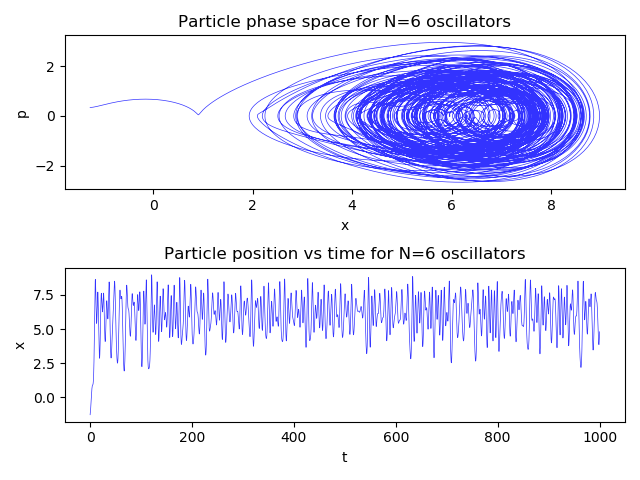 Particle phase space for N=6 oscillators
2
0
−2
p
0 2 4 6 8
x
Particle position vs time for N=6 oscillators
7.5
5.0
2.5
0.0
x
0 200 400 600 800 1000
t